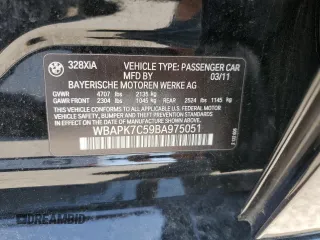 328XIA VEHICLE TYPE: PASSENGER CAR
03/11
BAYERISCHE MOTOREN WERKE AG
GVWR 4707 lbs 2135 kg
GAWR/FRONT 2304 lbs 1045 kg REAR 2524 lbs 1145 kg
THIS VEHICLE CONFORMS TO ALL APPLICABLE U.S. FEDERAL MOTOR
VEHICLE SAFETY, BUMPER AND THEFT PREVENTION STANDARDS
IN EFFECT ON THE DATE OF MANUFACTURE SHOWN ABOVE.
WBAPK7C59BA975051
DREAMBID